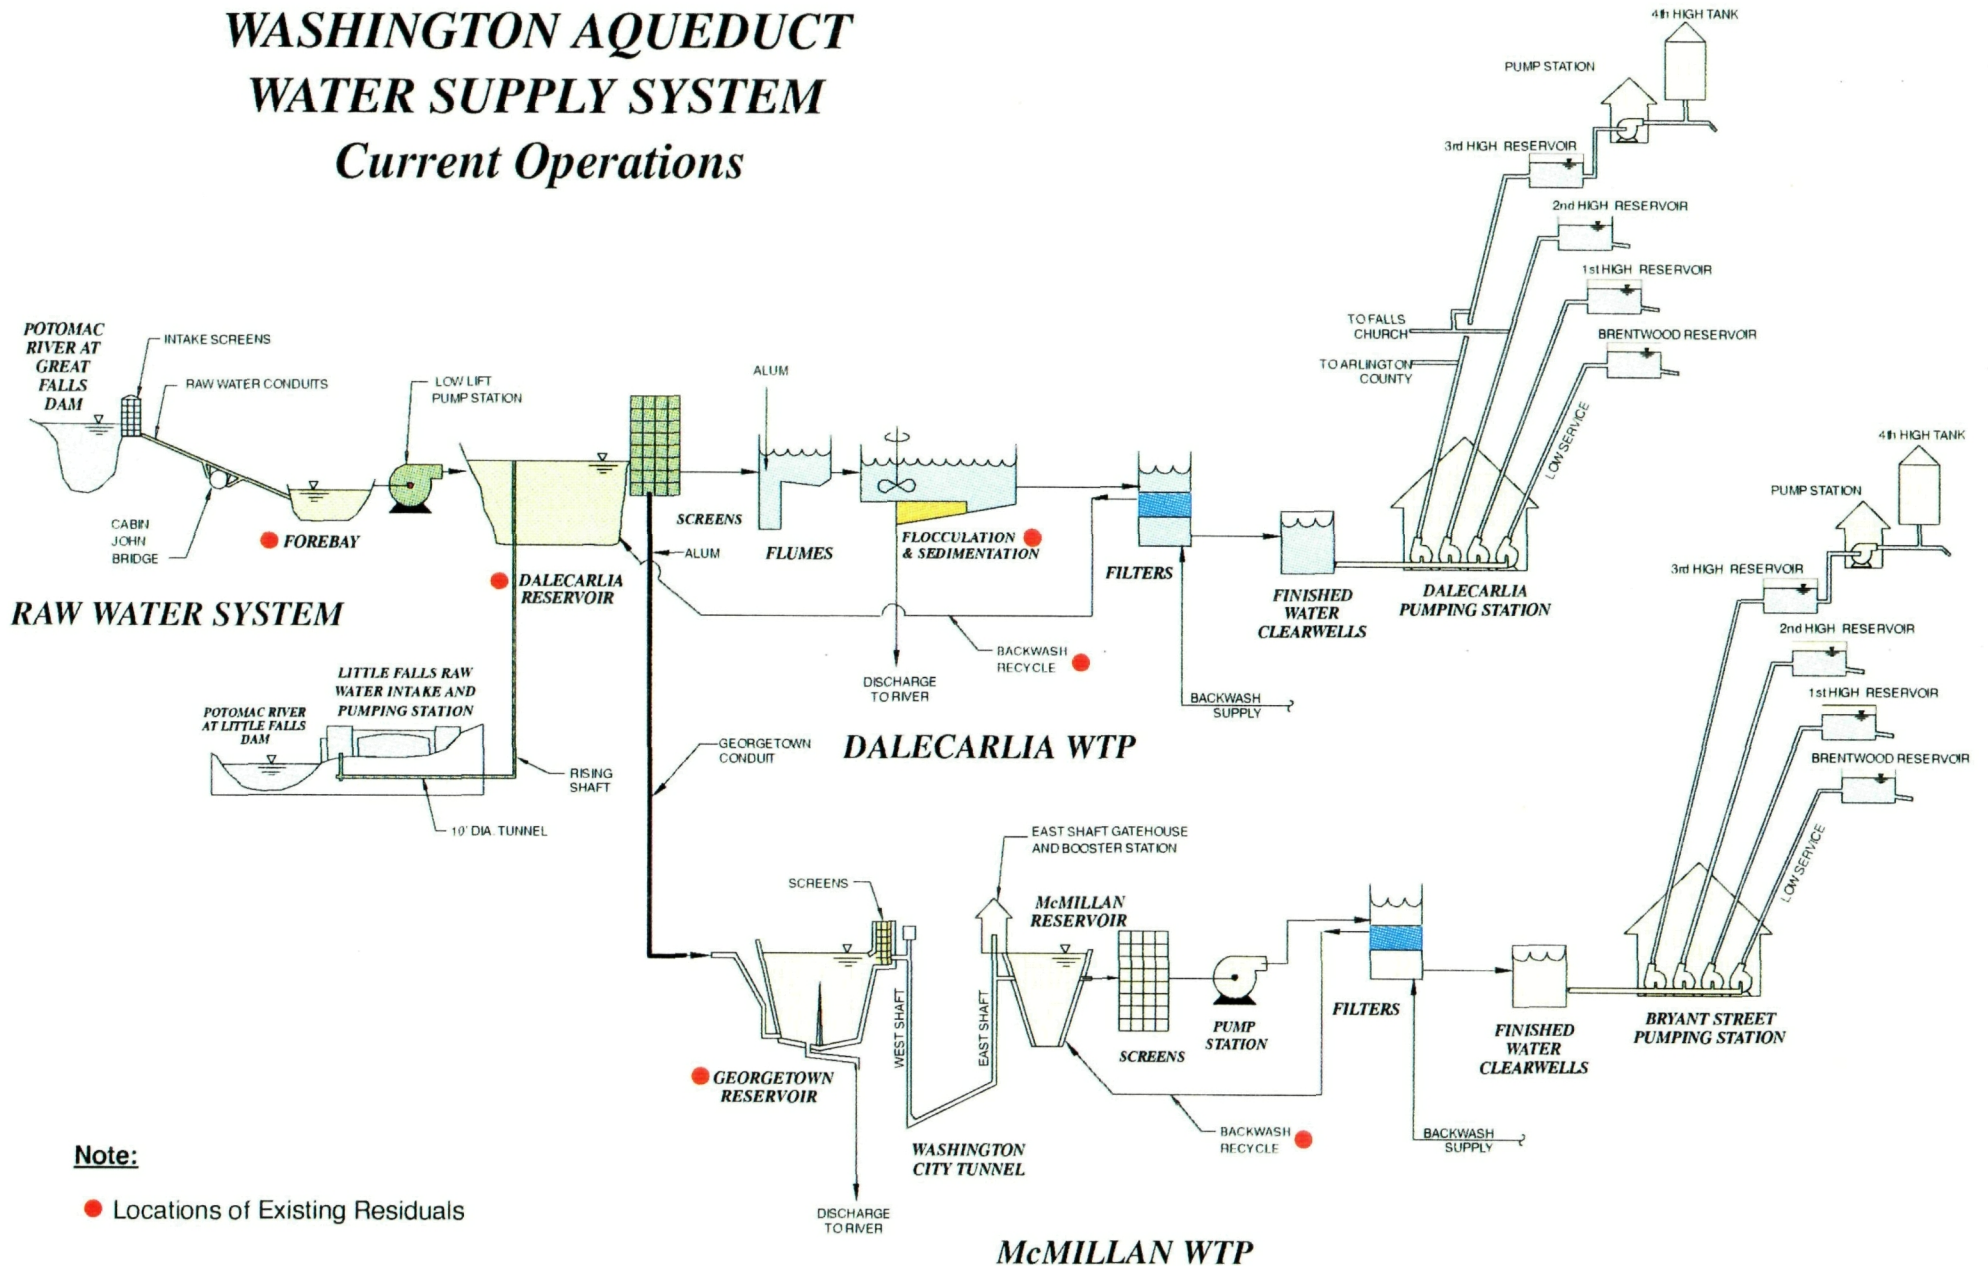 WASHINGTON AQUEDUCT
WATER SUPPLY SYSTEM
Current Operations
4th HIGH TANK
PUMP STATION
3rd HIGH RESERVOIR
2nd HIGH RESERVOIR
1st HIGH RESERVOIR
BRENTWOOD RESERVOIR
TO FALLS
CHURCH
TO ARLINGTON
COUNTY
LOW SERVICE
POTOMAC
RIVER AT
GREAT
FALLS
DAM
INTAKE SCREENS
RAW WATER CONDUITS
LOW LIFT
PUMP STATION
CABIN
JOHN
BRIDGE
FOREBAY
DALECARLIA
RESERVOIR
SCREENS
ALUM
ALUM
FLUMES
FLOCCULATION
& SEDIMENTATION
FILTERS
FINISHED
WATER
CLEARWELLS
DALECARLIA
PUMPING STATION
RAW WATER SYSTEM
BACKWASH
RECYCLE
DISCHARGE
TO RIVER
BACKWASH
SUPPLY
DALECARLIA WTP
LITTLE FALLS RAW
WATER INTAKE AND
PUMPING STATION
POTOMAC RIVER
AT LITTLE FALLS
DAM
RISING
SHAFT
10' DIA. TUNNEL
GEORGETOWN
CONDUIT
4th HIGH TANK
PUMP STATION
3rd HIGH RESERVOIR
2nd HIGH RESERVOIR
1st HIGH RESERVOIR
BRENTWOOD RESERVOIR
LOW SERVICE
EAST SHAFT GATEHOUSE
AND BOOSTER STATION
SCREENS
McMILLAN
RESERVOIR
WEST SHAFT
EAST SHAFT
SCREENS
PUMP
STATION
FILTERS
FINISHED
WATER
CLEARWELLS
BRYANT STREET
PUMPING STATION
GEORGETOWN
RESERVOIR
WASHINGTON
CITY TUNNEL
BACKWASH
RECYCLE
BACKWASH
SUPPLY
DISCHARGE
TO RIVER
McMILLAN WTP
Note:
Locations of Existing Residuals